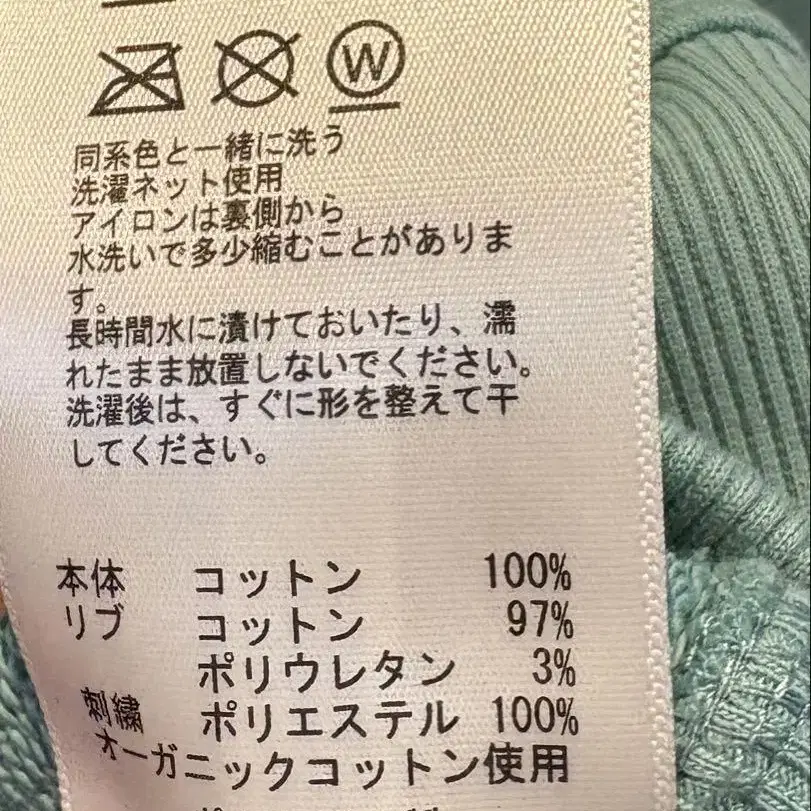 W
同系色と一緒に洗う
洗濯ネット使用
アイロンは裏側から
水洗いで多少縮むことがありま
す。
長時間水に漬けておいたり、濡
れたまま放置しないでください。
洗濯後は、すぐに形を整えて干
してください。
本体 コットン 100%
リブ コットン 97%
ポリウレタン 3%
刺繍 ポリエステル 100%
オーガニックコットン使用